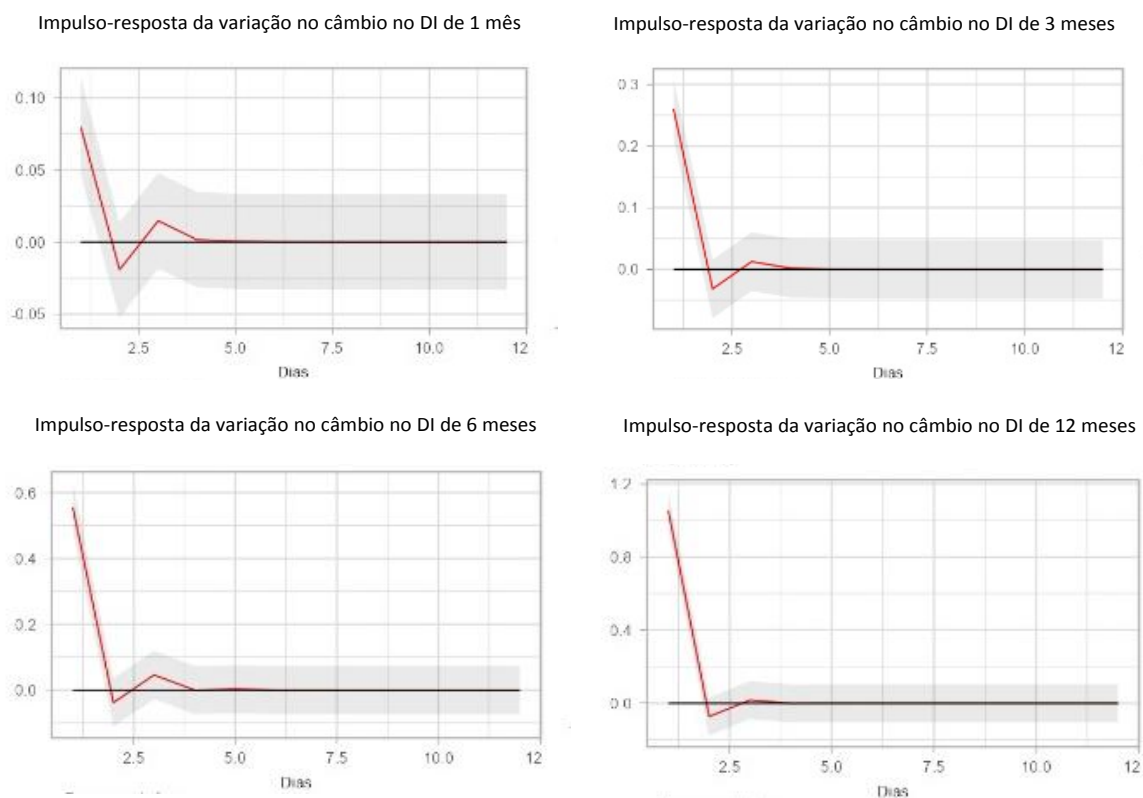 Impulso-resposta da variação no câmbio no DI de 1 mês
0.10
0.05
0.00
-0.05
2.5 5.0 7.5 10.0 12
Dias
Impulso-resposta da variação no câmbio no DI de 3 meses
0.3
0.2
0.1
0.0
2.5 5.0 7.5 10.0 12
Dias
Impulso-resposta da variação no câmbio no DI de 6 meses
0.6
0.4
0.2
0.0
2.5 5.0 7.5 10.0 12
Dias
Impulso-resposta da variação no câmbio no DI de 12 meses
1.2
0.8
0.4
0.0
2.5 5.0 7.5 10.0 12
Dias